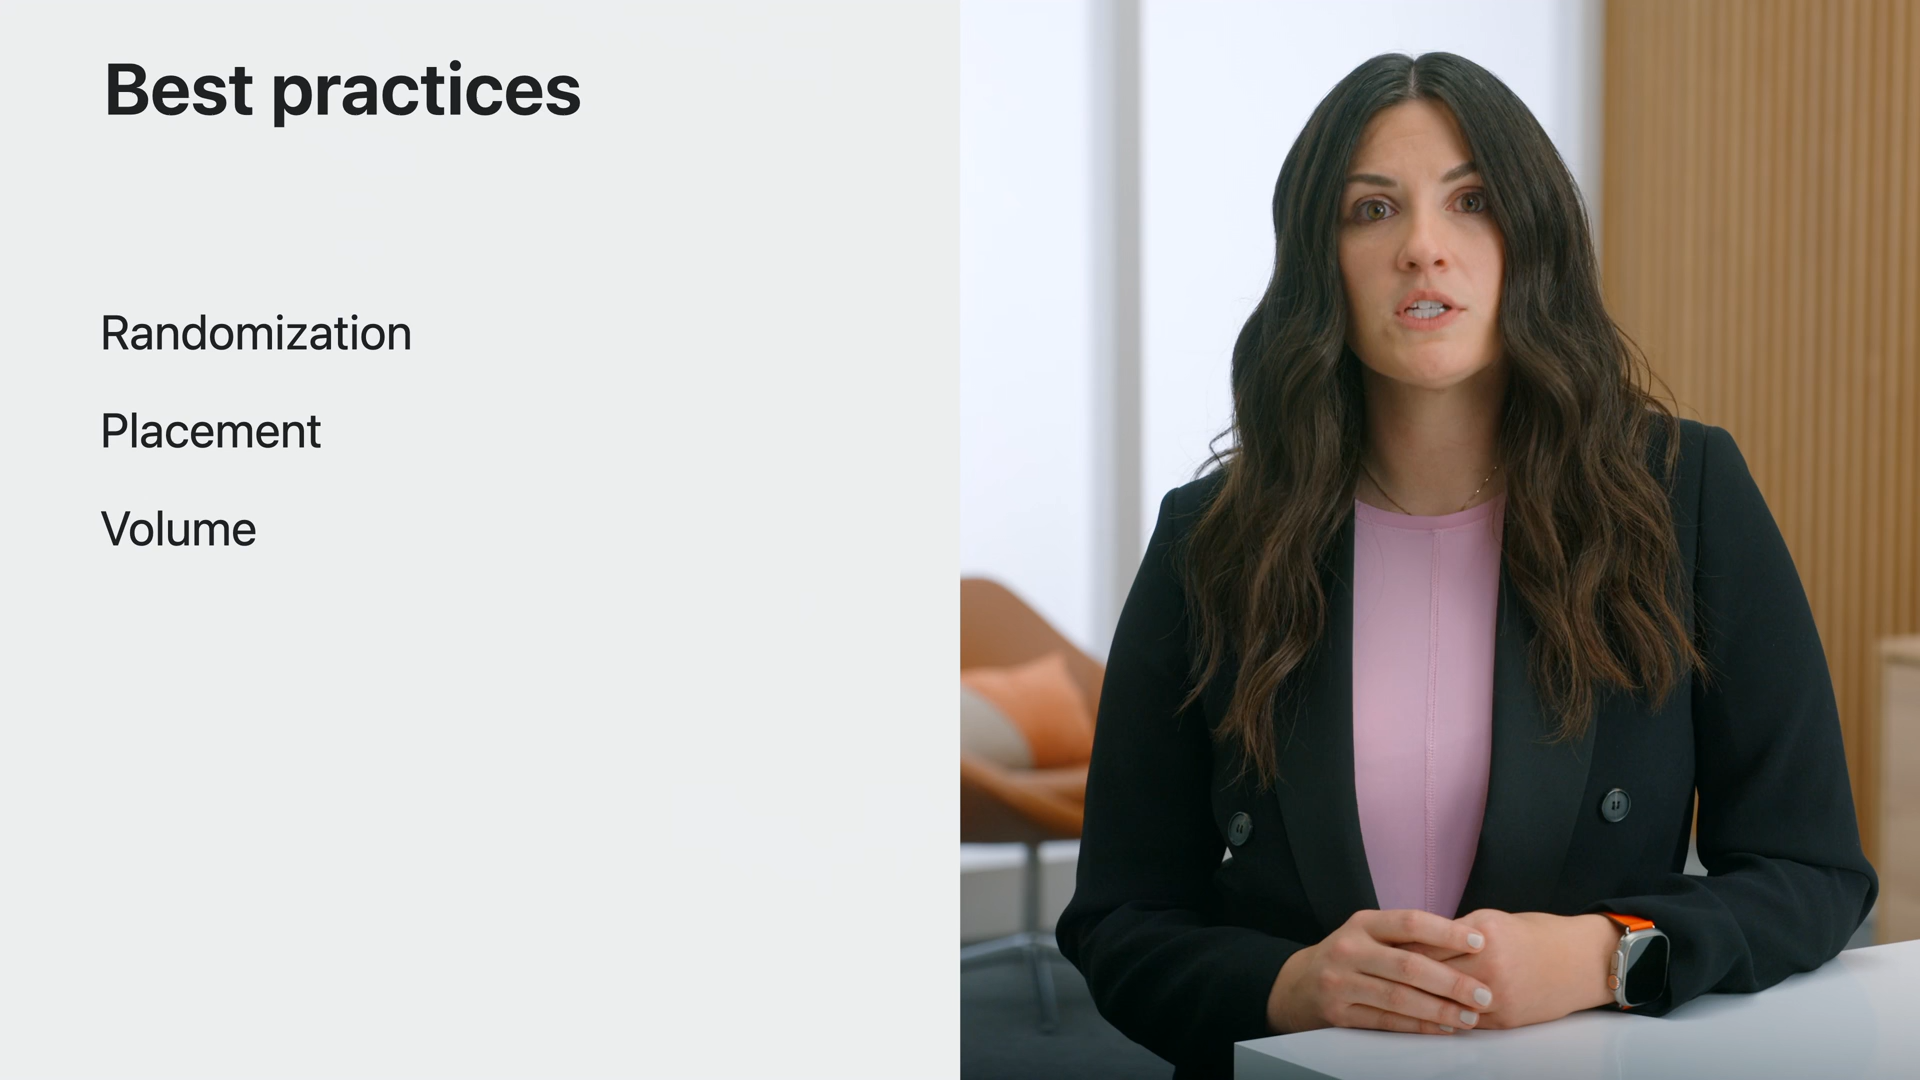 Best practices
Randomization
Placement
Volume